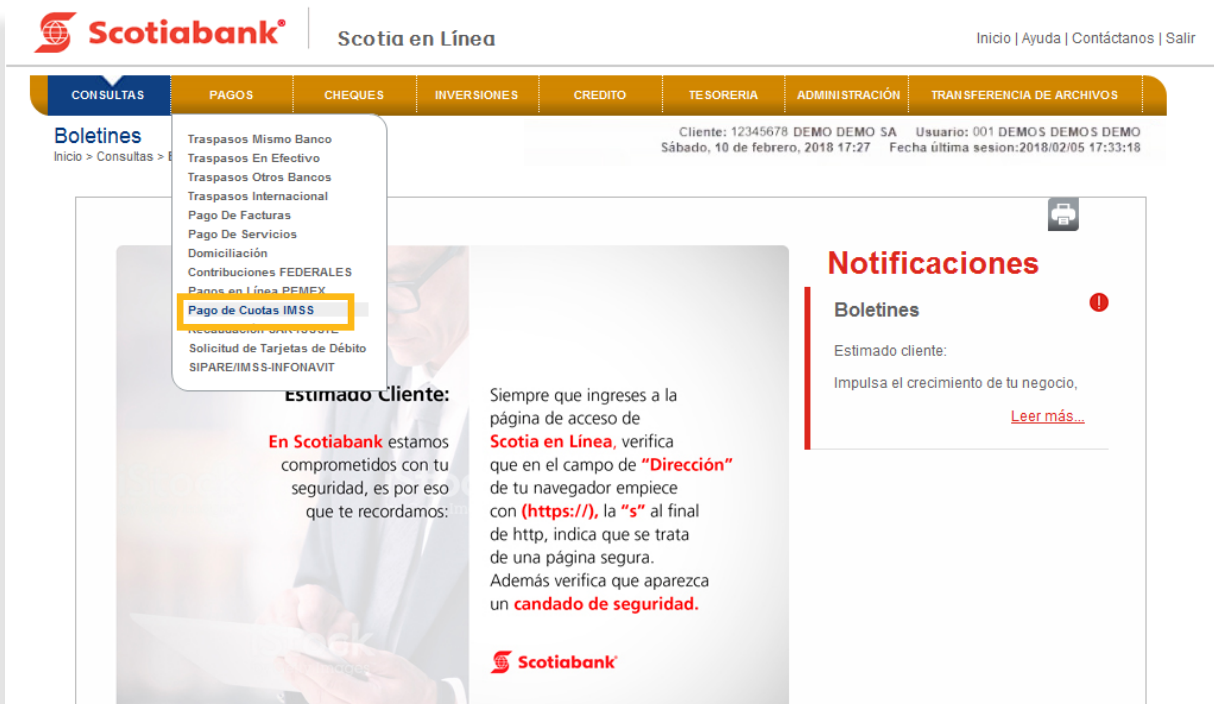 Scotiabank®
Scotia en Línea
Inicio | Ayuda | Contáctanos | Salir
CONSULTAS PAGOS CHEQUES INVERSIONES CREDITO TESORERIA ADMINISTRACIÓN TRANSFERENCIA DE ARCHIVOS
Boletines
Inicio > Consultas >
Cliente: 12345678 DEMO DEMO SA Usuario: 001 DEMOS DEMOS DEMO
Sábado, 10 de febrero, 2018 17:27 Fecha última sesion:2018/02/05 17:33:18
Traspasos Mismo Banco
Traspasos En Efectivo
Traspasos Otros Bancos
Traspasos Internacional
Pago De Facturas
Pago De Servicios
Domiciliación
Contribuciones FEDERALES
Pagos en Línea PEMEX
Pago de Cuotas IMSS
Solicitud de Tarjetas de Débito
SIPARE/IMSS-INFONAVIT
Estimado Cliente:
En Scotiabank estamos
comprometidos con tu
seguridad, es por eso
que te recordamos:
Siempre que ingreses a la
página de acceso de
Scotia en Línea, verifica
que en el campo de "Dirección"
de tu navegador empiece
con (https://), la "s" al final
de http, indica que se trata
de una página segura.
Además verifica que aparezca
un candado de seguridad.
Scotiabank
Notificaciones
Boletines
Estimado cliente:
Impulsa el crecimiento de tu negocio,
Leer más...